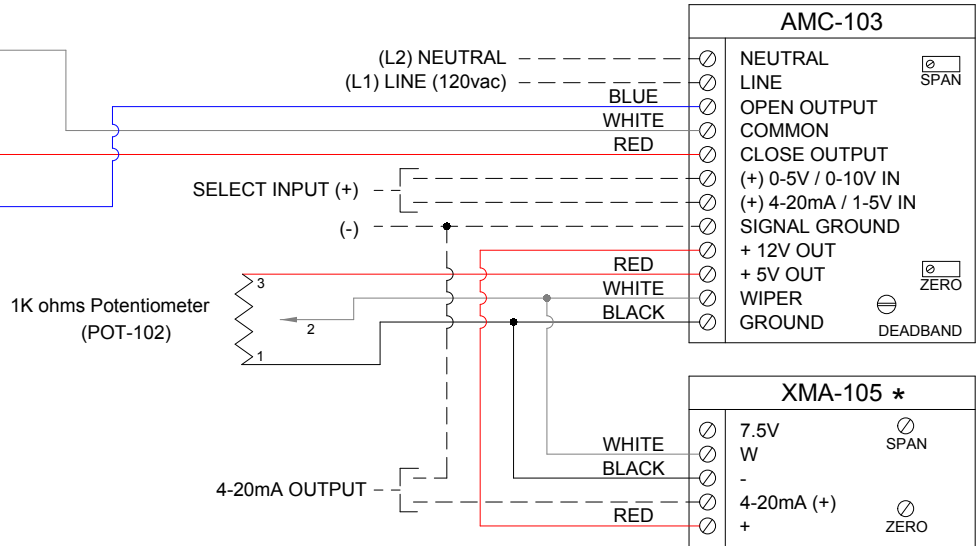 AMC-103
(L2) NEUTRAL
NEUTRAL
SPAN
(L1) LINE (120vac)
LINE
BLUE
OPEN OUTPUT
WHITE
COMMON
RED
CLOSE OUTPUT
SELECT INPUT (+)
(+) 0-5V / 0-10V IN
(+) 4-20mA / 1-5V IN
(-)
SIGNAL GROUND
+ 12V OUT
RED
+ 5V OUT
ZERO
WHITE
WIPER
BLACK
GROUND
DEADBAND
1K ohms Potentiometer
(POT-102)
3
2
1
XMA-105 *
7.5V
SPAN
WHITE
W
BLACK
-
4-20mA OUTPUT
4-20mA (+)
RED
+
ZERO